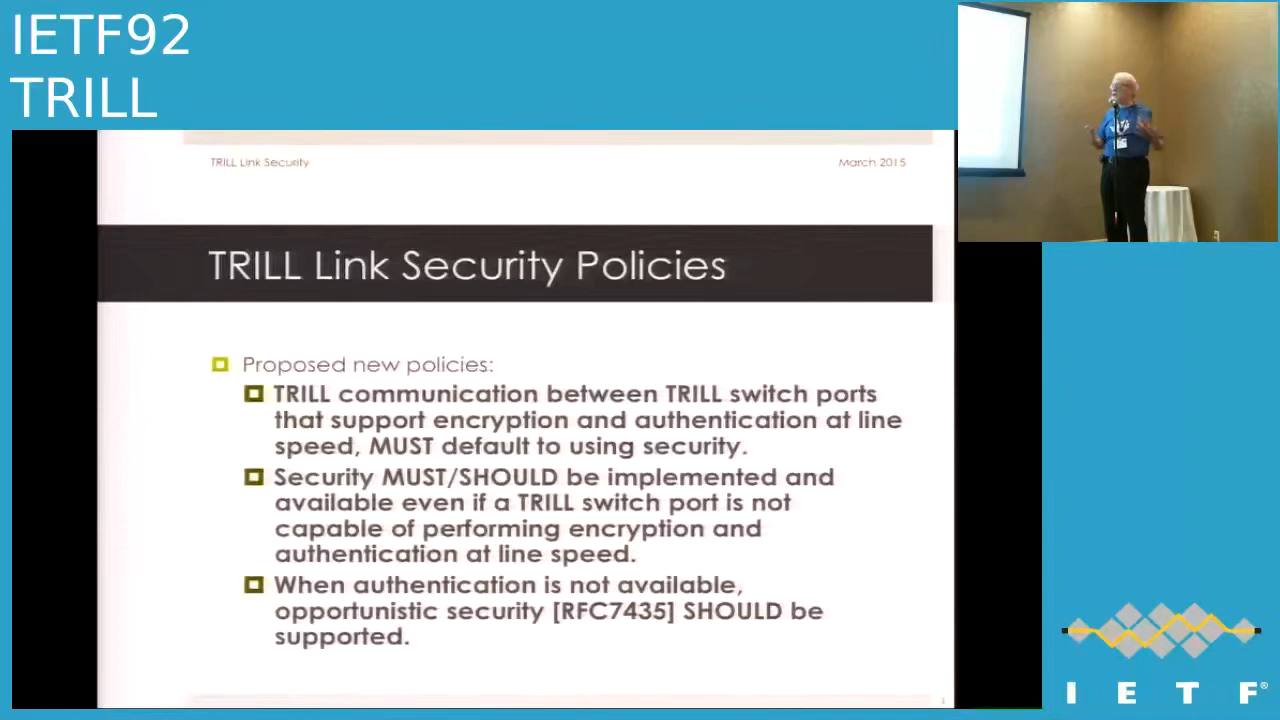 IETF92
TRILL
TRILL Link Security
March 2015
TRILL Link Security Policies
Proposed new policies:
TRILL communication between TRILL switch ports
that support encryption and authentication at line
speed, MUST default to using security.
Security MUST/SHOULD be implemented and
available even if a TRILL switch port is not
capable of performing encryption and
authentication at line speed.
When authentication is not available,
opportunistic security [RFC7435] SHOULD be
supported.
I E T F®